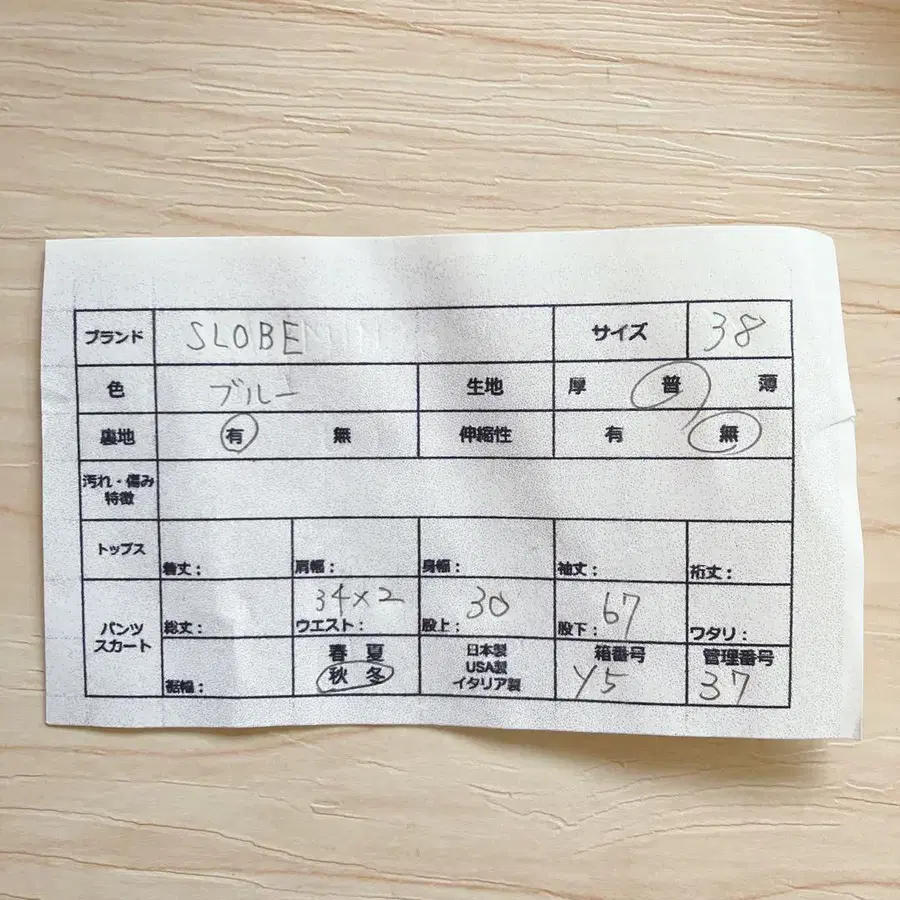 ブランド SLOBE サイズ 38
色 ブルー 生地 厚 普 薄
裏地 有 無 伸縮性 有 無
汚れ・傷み
特徴
トップス 着丈： 肩幅： 身幅： 袖丈： 裄丈：
パンツ
スカート
総丈： 34×2 ウエスト： 30 股上： 67 股下： ワタリ：
裾幅：
春 夏
秋 冬
日本製
USA製
イタリア製
箱番号
Y5
管理番号
37